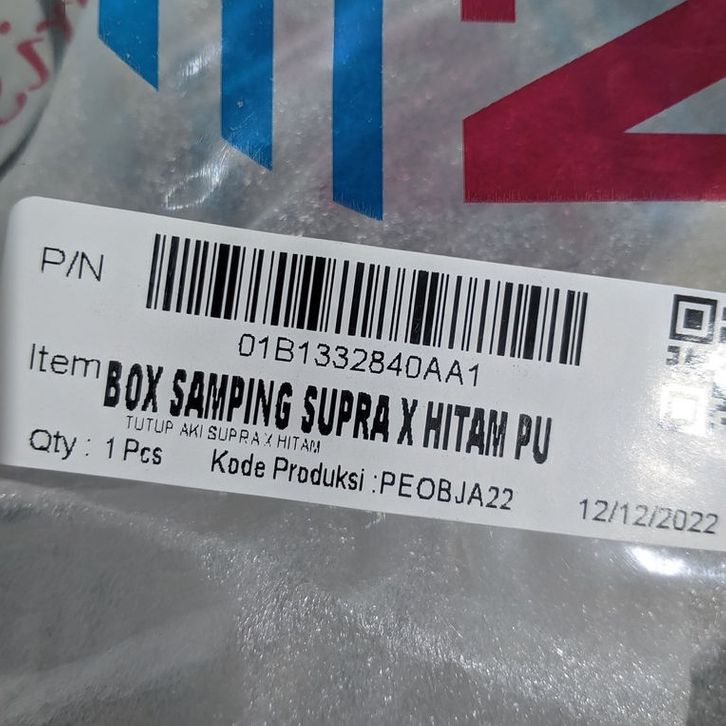 P/N
01B1332840AA1
Item BOX SAMPING SUPRA X HITAM PU
TUTUP AKI SUPRA X HITAM
Qty : 1 Pcs Kode Produksi :PEOBJA22 12/12/2022